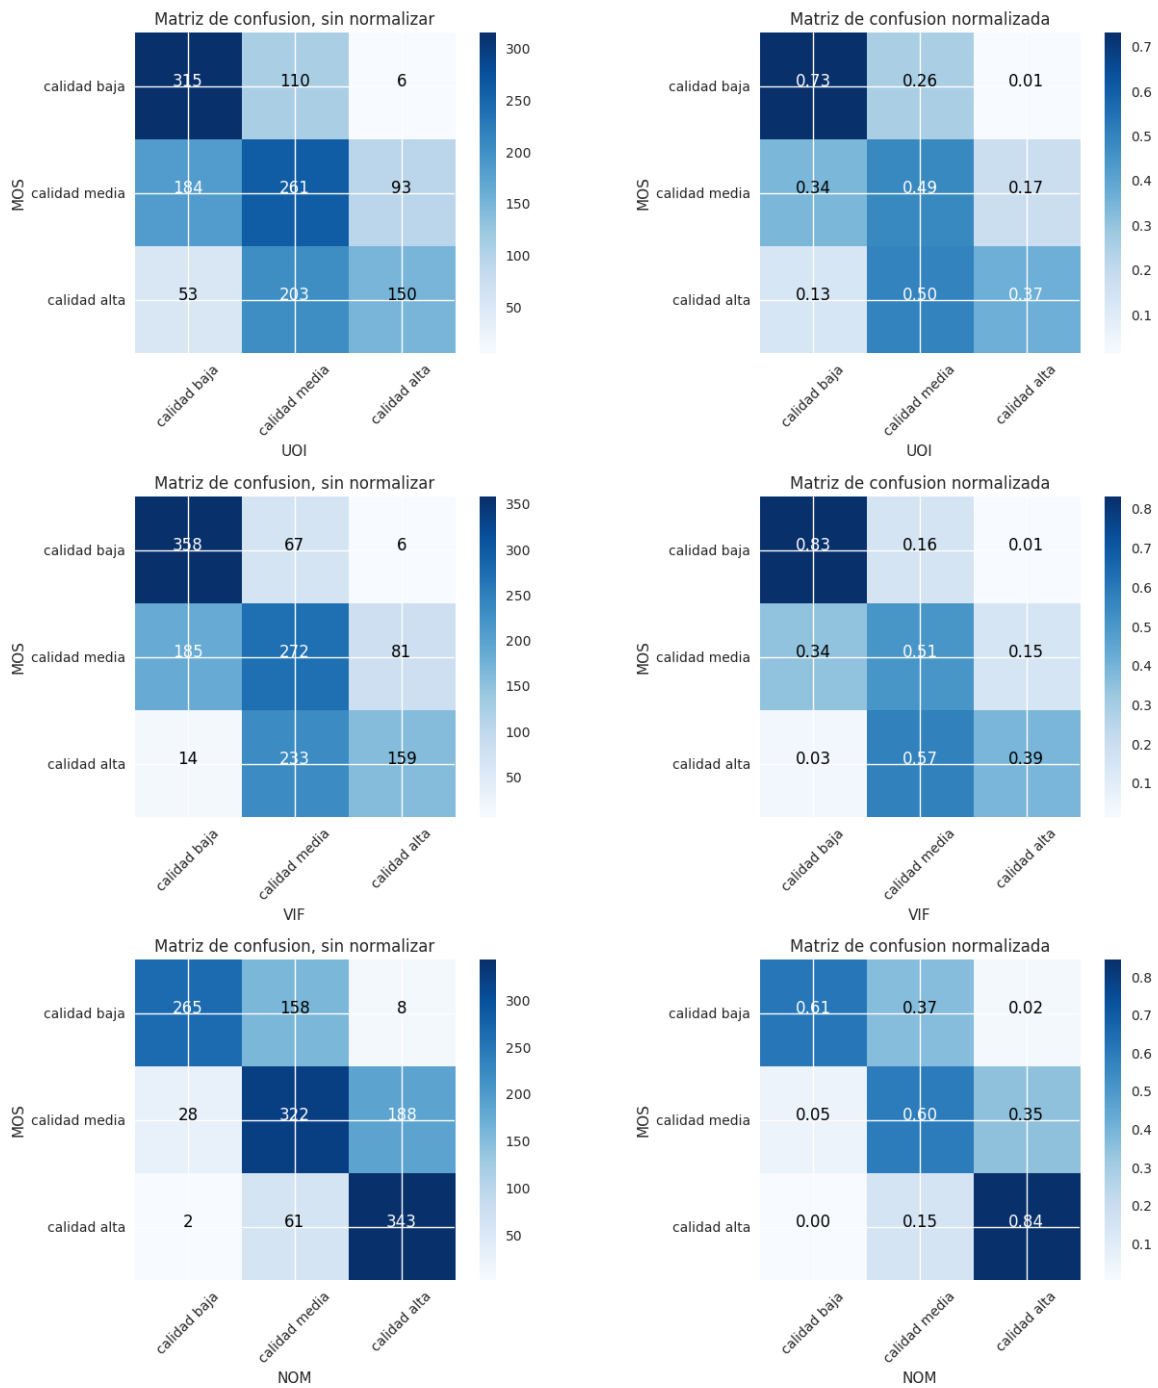 Matriz de confusion, sin normalizar
Matriz de confusion normalizada
calidad baja 315 110 6
calidad media 184 261 93
calidad alta 53 203 150
MOS
calidad baja calidad media calidad alta
UOI
300
250
200
150
100
50
calidad baja 0.73 0.26 0.01
calidad media 0.34 0.49 0.17
calidad alta 0.13 0.50 0.37
MOS
calidad baja calidad media calidad alta
UOI
0.7
0.6
0.5
0.4
0.3
0.2
0.1
Matriz de confusion, sin normalizar
Matriz de confusion normalizada
calidad baja 358 67 6
calidad media 185 272 81
calidad alta 14 233 159
MOS
calidad baja calidad media calidad alta
VIF
350
300
250
200
150
100
50
calidad baja 0.83 0.16 0.01
calidad media 0.34 0.51 0.15
calidad alta 0.03 0.57 0.39
MOS
calidad baja calidad media calidad alta
VIF
0.8
0.7
0.6
0.5
0.4
0.3
0.2
0.1
Matriz de confusion, sin normalizar
Matriz de confusion normalizada
calidad baja 265 158 8
calidad media 28 322 188
calidad alta 2 61 343
MOS
calidad baja calidad media calidad alta
NOM
300
250
200
150
100
50
calidad baja 0.61 0.37 0.02
calidad media 0.05 0.60 0.35
calidad alta 0.00 0.15 0.84
MOS
calidad baja calidad media calidad alta
NOM
0.8
0.7
0.6
0.5
0.4
0.3
0.2
0.1